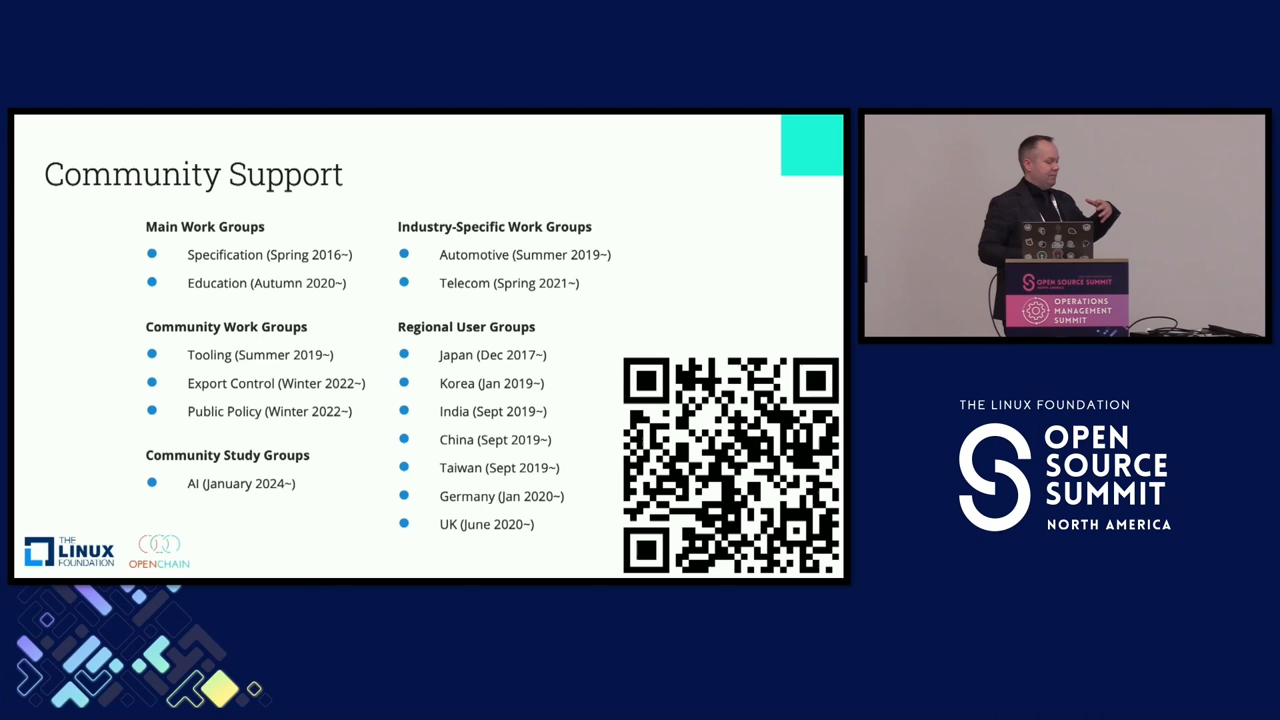 Community Support
Main Work Groups
Specification (Spring 2016~)
Education (Autumn 2020~)
Community Work Groups
Tooling (Summer 2019~)
Export Control (Winter 2022~)
Public Policy (Winter 2022~)
Community Study Groups
AI (January 2024~)
Industry-Specific Work Groups
Automotive (Summer 2019~)
Telecom (Spring 2021~)
Regional User Groups
Japan (Dec 2017~)
Korea (Jan 2019~)
India (Sept 2019~)
China (Sept 2019~)
Taiwan (Sept 2019~)
Germany (Jan 2020~)
UK (June 2020~)
THE
LINUX
FOUNDATION
OPENCHAIN
OPEN SOURCE SUMMIT
NORTH AMERICA
OPERATIONS
MANAGEMENT
SUMMIT
THE LINUX FOUNDATION
OPEN
SOURCE
SUMMIT
NORTH AMERICA